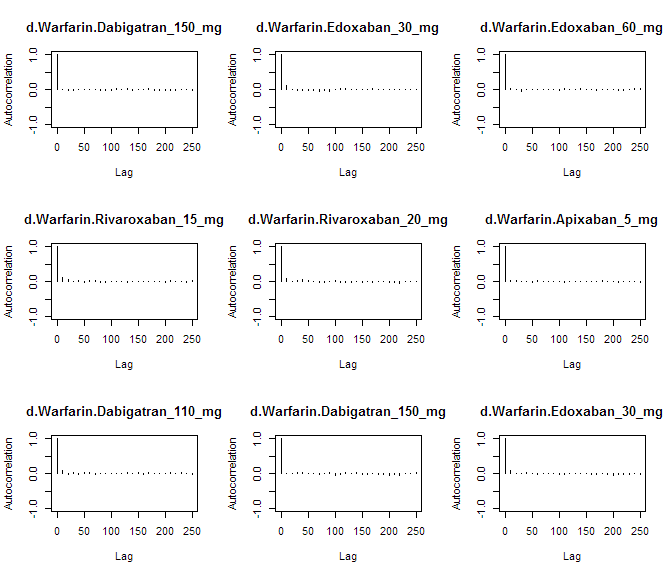 d.Warfarin.Dabigatran_150_mg
Autocorrelation
-1.0 0.0 1.0
0 50 100 150 200 250
Lag
d.Warfarin.Edoxaban_30_mg
Autocorrelation
-1.0 0.0 1.0
0 50 100 150 200 250
Lag
d.Warfarin.Edoxaban_60_mg
Autocorrelation
-1.0 0.0 1.0
0 50 100 150 200 250
Lag
d.Warfarin.Rivaroxaban_15_mg
Autocorrelation
-1.0 0.0 1.0
0 50 100 150 200 250
Lag
d.Warfarin.Rivaroxaban_20_mg
Autocorrelation
-1.0 0.0 1.0
0 50 100 150 200 250
Lag
d.Warfarin.Apixaban_5_mg
Autocorrelation
-1.0 0.0 1.0
0 50 100 150 200 250
Lag
d.Warfarin.Dabigatran_110_mg
Autocorrelation
-1.0 0.0 1.0
0 50 100 150 200 250
Lag
d.Warfarin.Dabigatran_150_mg
Autocorrelation
-1.0 0.0 1.0
0 50 100 150 200 250
Lag
d.Warfarin.Edoxaban_30_mg
Autocorrelation
-1.0 0.0 1.0
0 50 100 150 200 250
Lag